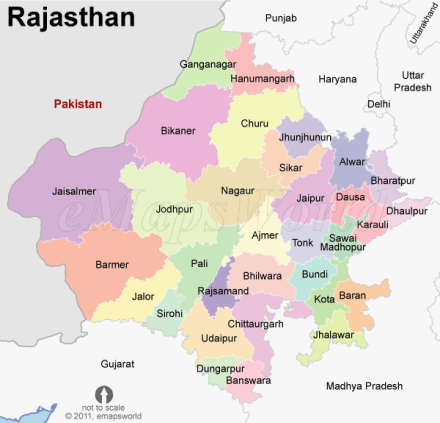 Rajasthan
Punjab
Uttarakhand
Ganganagar
Hanumangarh
Haryana
Uttar
Pradesh
Pakistan
Delhi
Bikaner
Churu
Jhunjhunun
Sikar
Alwar
Jaisalmer
Nagaur
Jaipur
Bharatpur
Dausa
Jodhpur
Dhaulpur
Karauli
Ajmer
Tonk
Sawai
Madhopur
Barmer
Pali
Bhilwara
Bundi
Rajsamand
Jalor
Kota
Baran
Sirohi
Chittaurgarh
Udaipur
Jhalawar
Gujarat
Dungarpur
Banswara
Madhya Pradesh
not to scale
© 2011, emapsworld
eMapsWorld